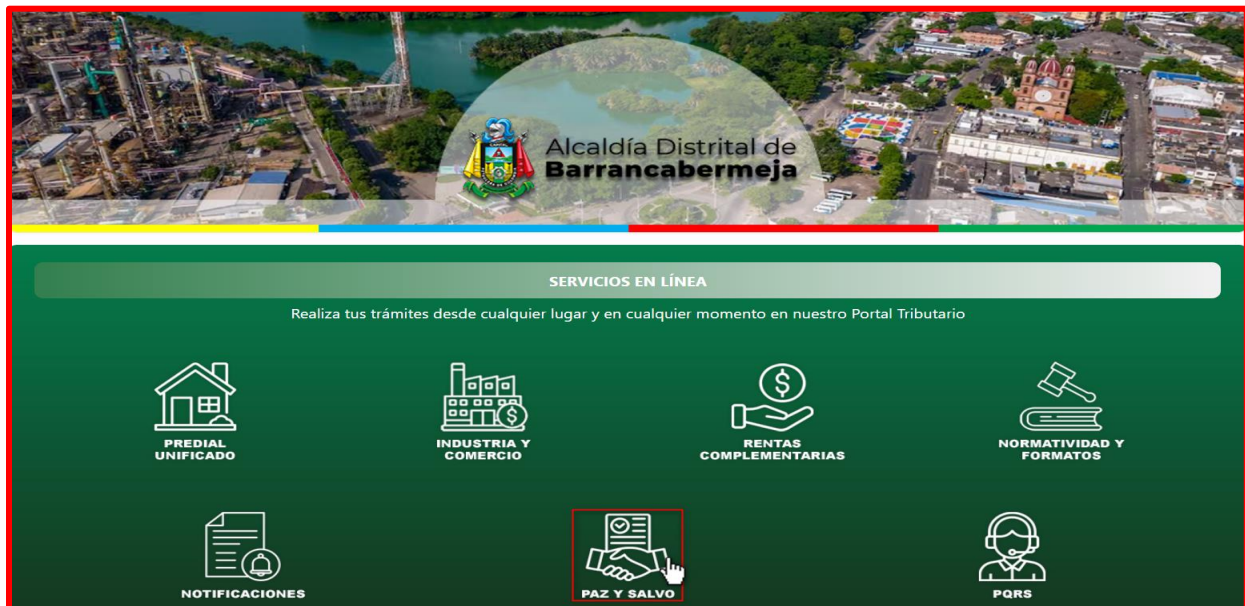 Alcaldía Distrital de
Barrancabermeja
SERVICIOS EN LÍNEA
Realiza tus trámites desde cualquier lugar y en cualquier momento en nuestro Portal Tributario
PREDIAL
UNIFICADO
INDUSTRIA Y
COMERCIO
RENTAS
COMPLEMENTARIAS
NORMATIVIDAD Y
FORMATOS
NOTIFICACIONES
PAZ Y SALVO
PQRS